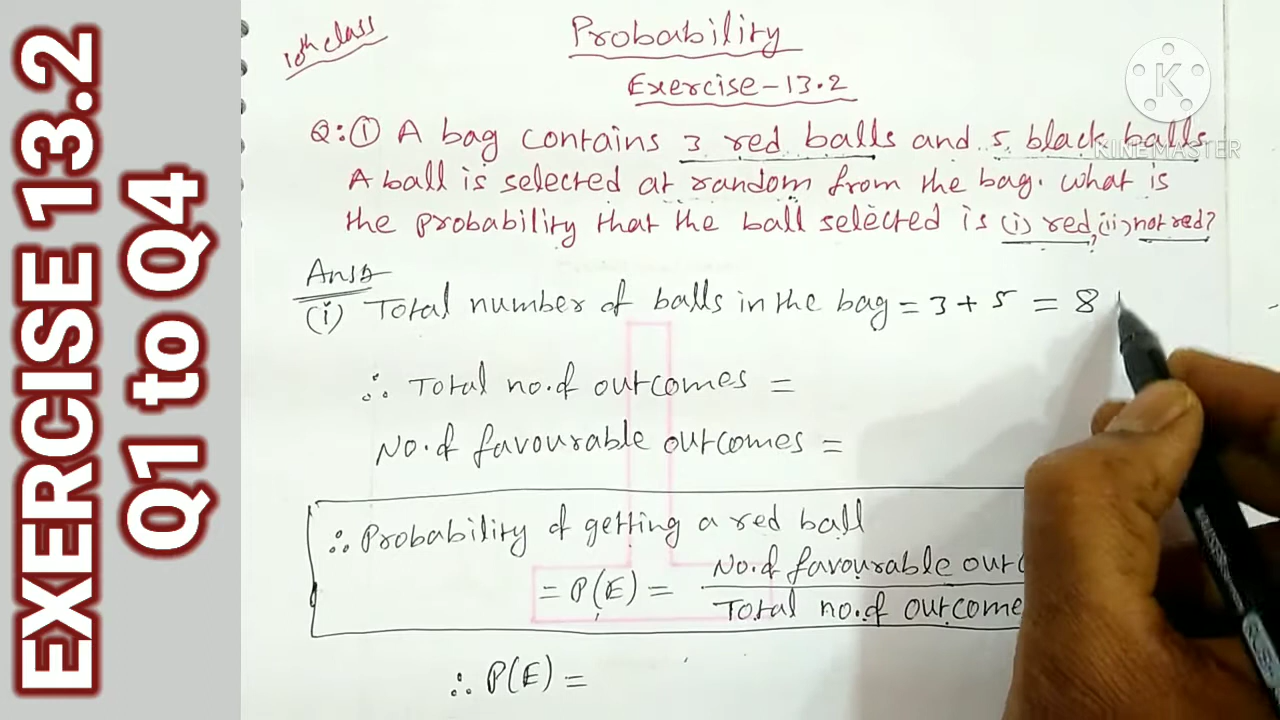 EXERCISE 13.2
Q1 to Q4
10th class
Probability
Exercise-13.2
K
KINEMASTER
Q:① A bag contains 3 red balls and 5 black balls
A ball is selected at random from the bag. What is
the probability that the ball selected is (i) red, (ii) not red?
Ans:
(i) Total number of balls in the bag = 3 + 5 = 8
∴ Total no.of outcomes =
No.of favourable outcomes =
∴ Probability of getting a red ball
= P(E) = No.of favourable outc
Total no.of outcome
∴ P(E) =